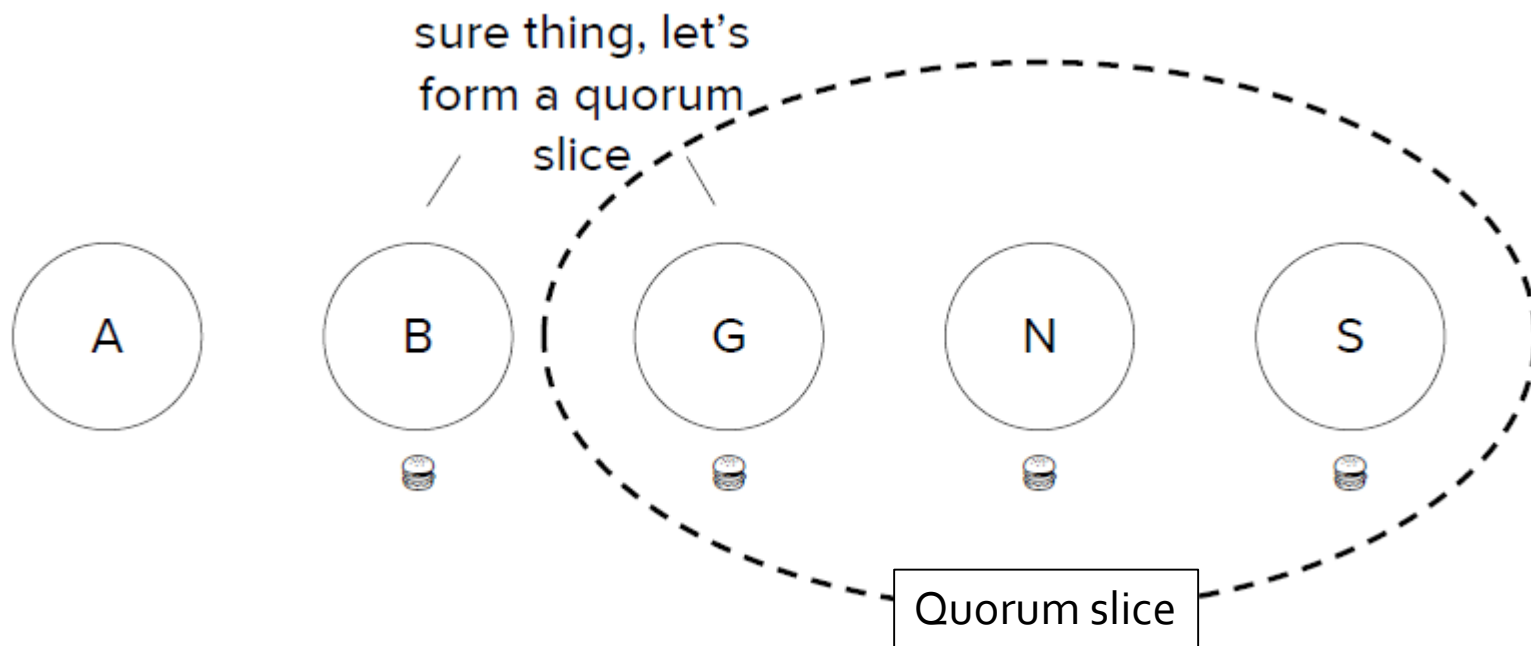 sure thing, let’s
form a quorum
slice
A
B
G
N
S
Quorum slice